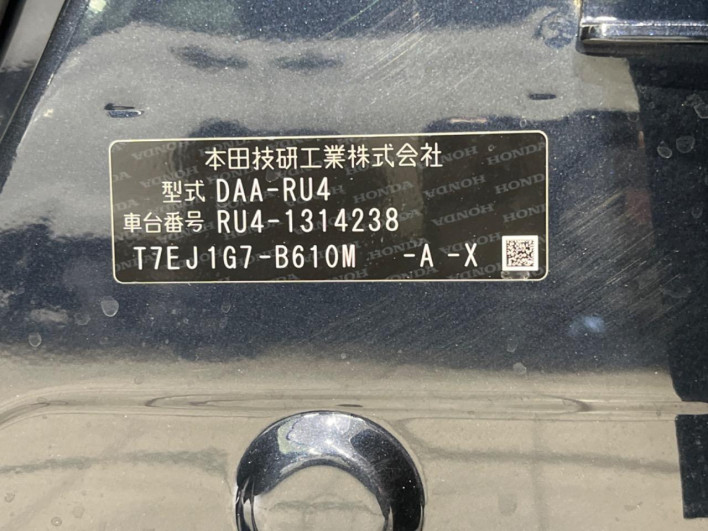 本田技研工業株式会社
型式 DAA-RU4
車台番号 RU4-1314238
T7EJ1G7-B610M -A -X